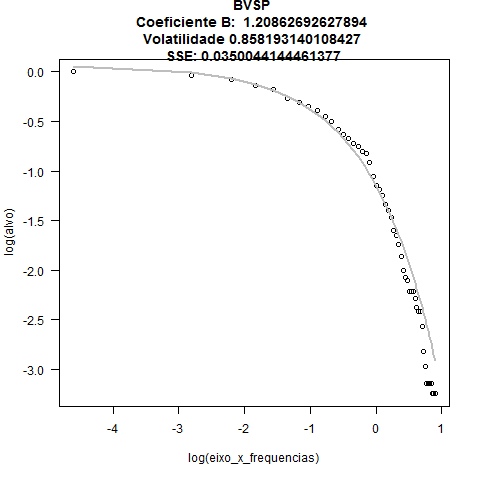 BVSP
Coeficiente B: 1.20862692627894
Volatilidade 0.858193140108427
SSE: 0.0350044144461377
0.0
-0.5
-1.0
-1.5
-2.0
-2.5
-3.0
log(alvo)
-4 -3 -2 -1 0 1
log(eixo_x_frequencias)